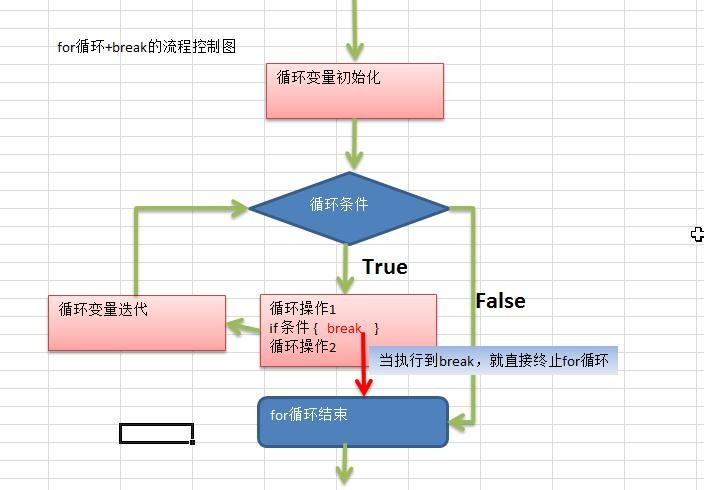 for循环+break的流程控制图
循环变量初始化
循环条件
True
False
循环变量迭代
循环操作1
if 条件 { break }
循环操作2
当执行到break，就直接终止for循环
for循环结束